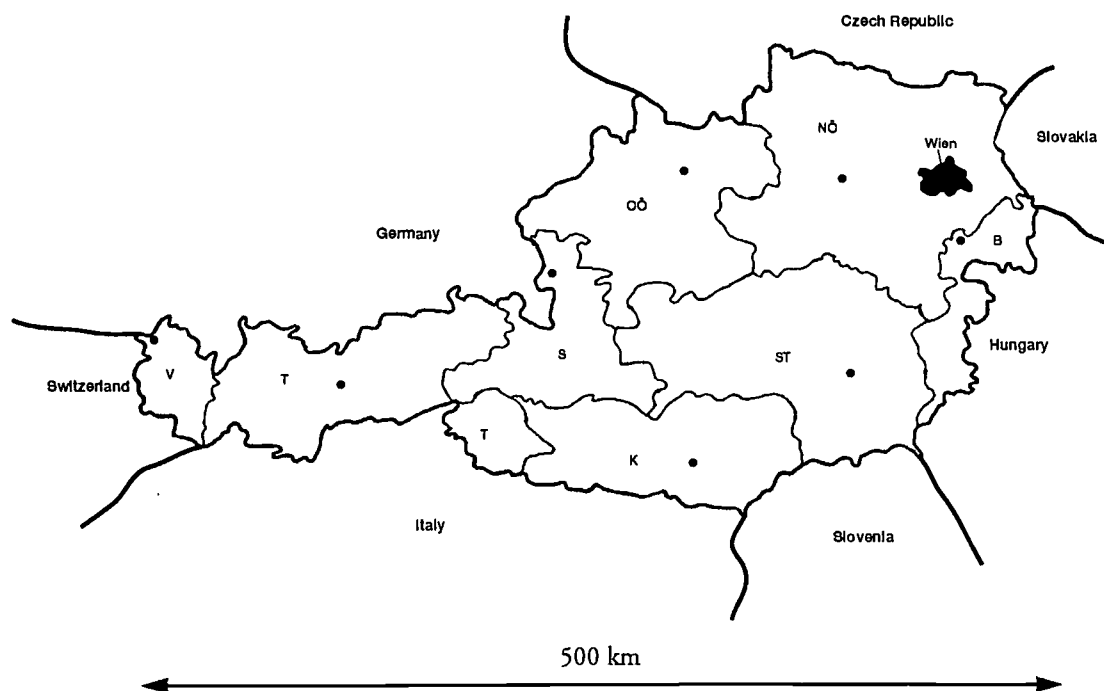 Czech Republic
NÖ
Wien
Slovakia
OÖ
Germany
B
Hungary
S
ST
V
T
Switzerland
T
K
Italy
Slovenia
500 km